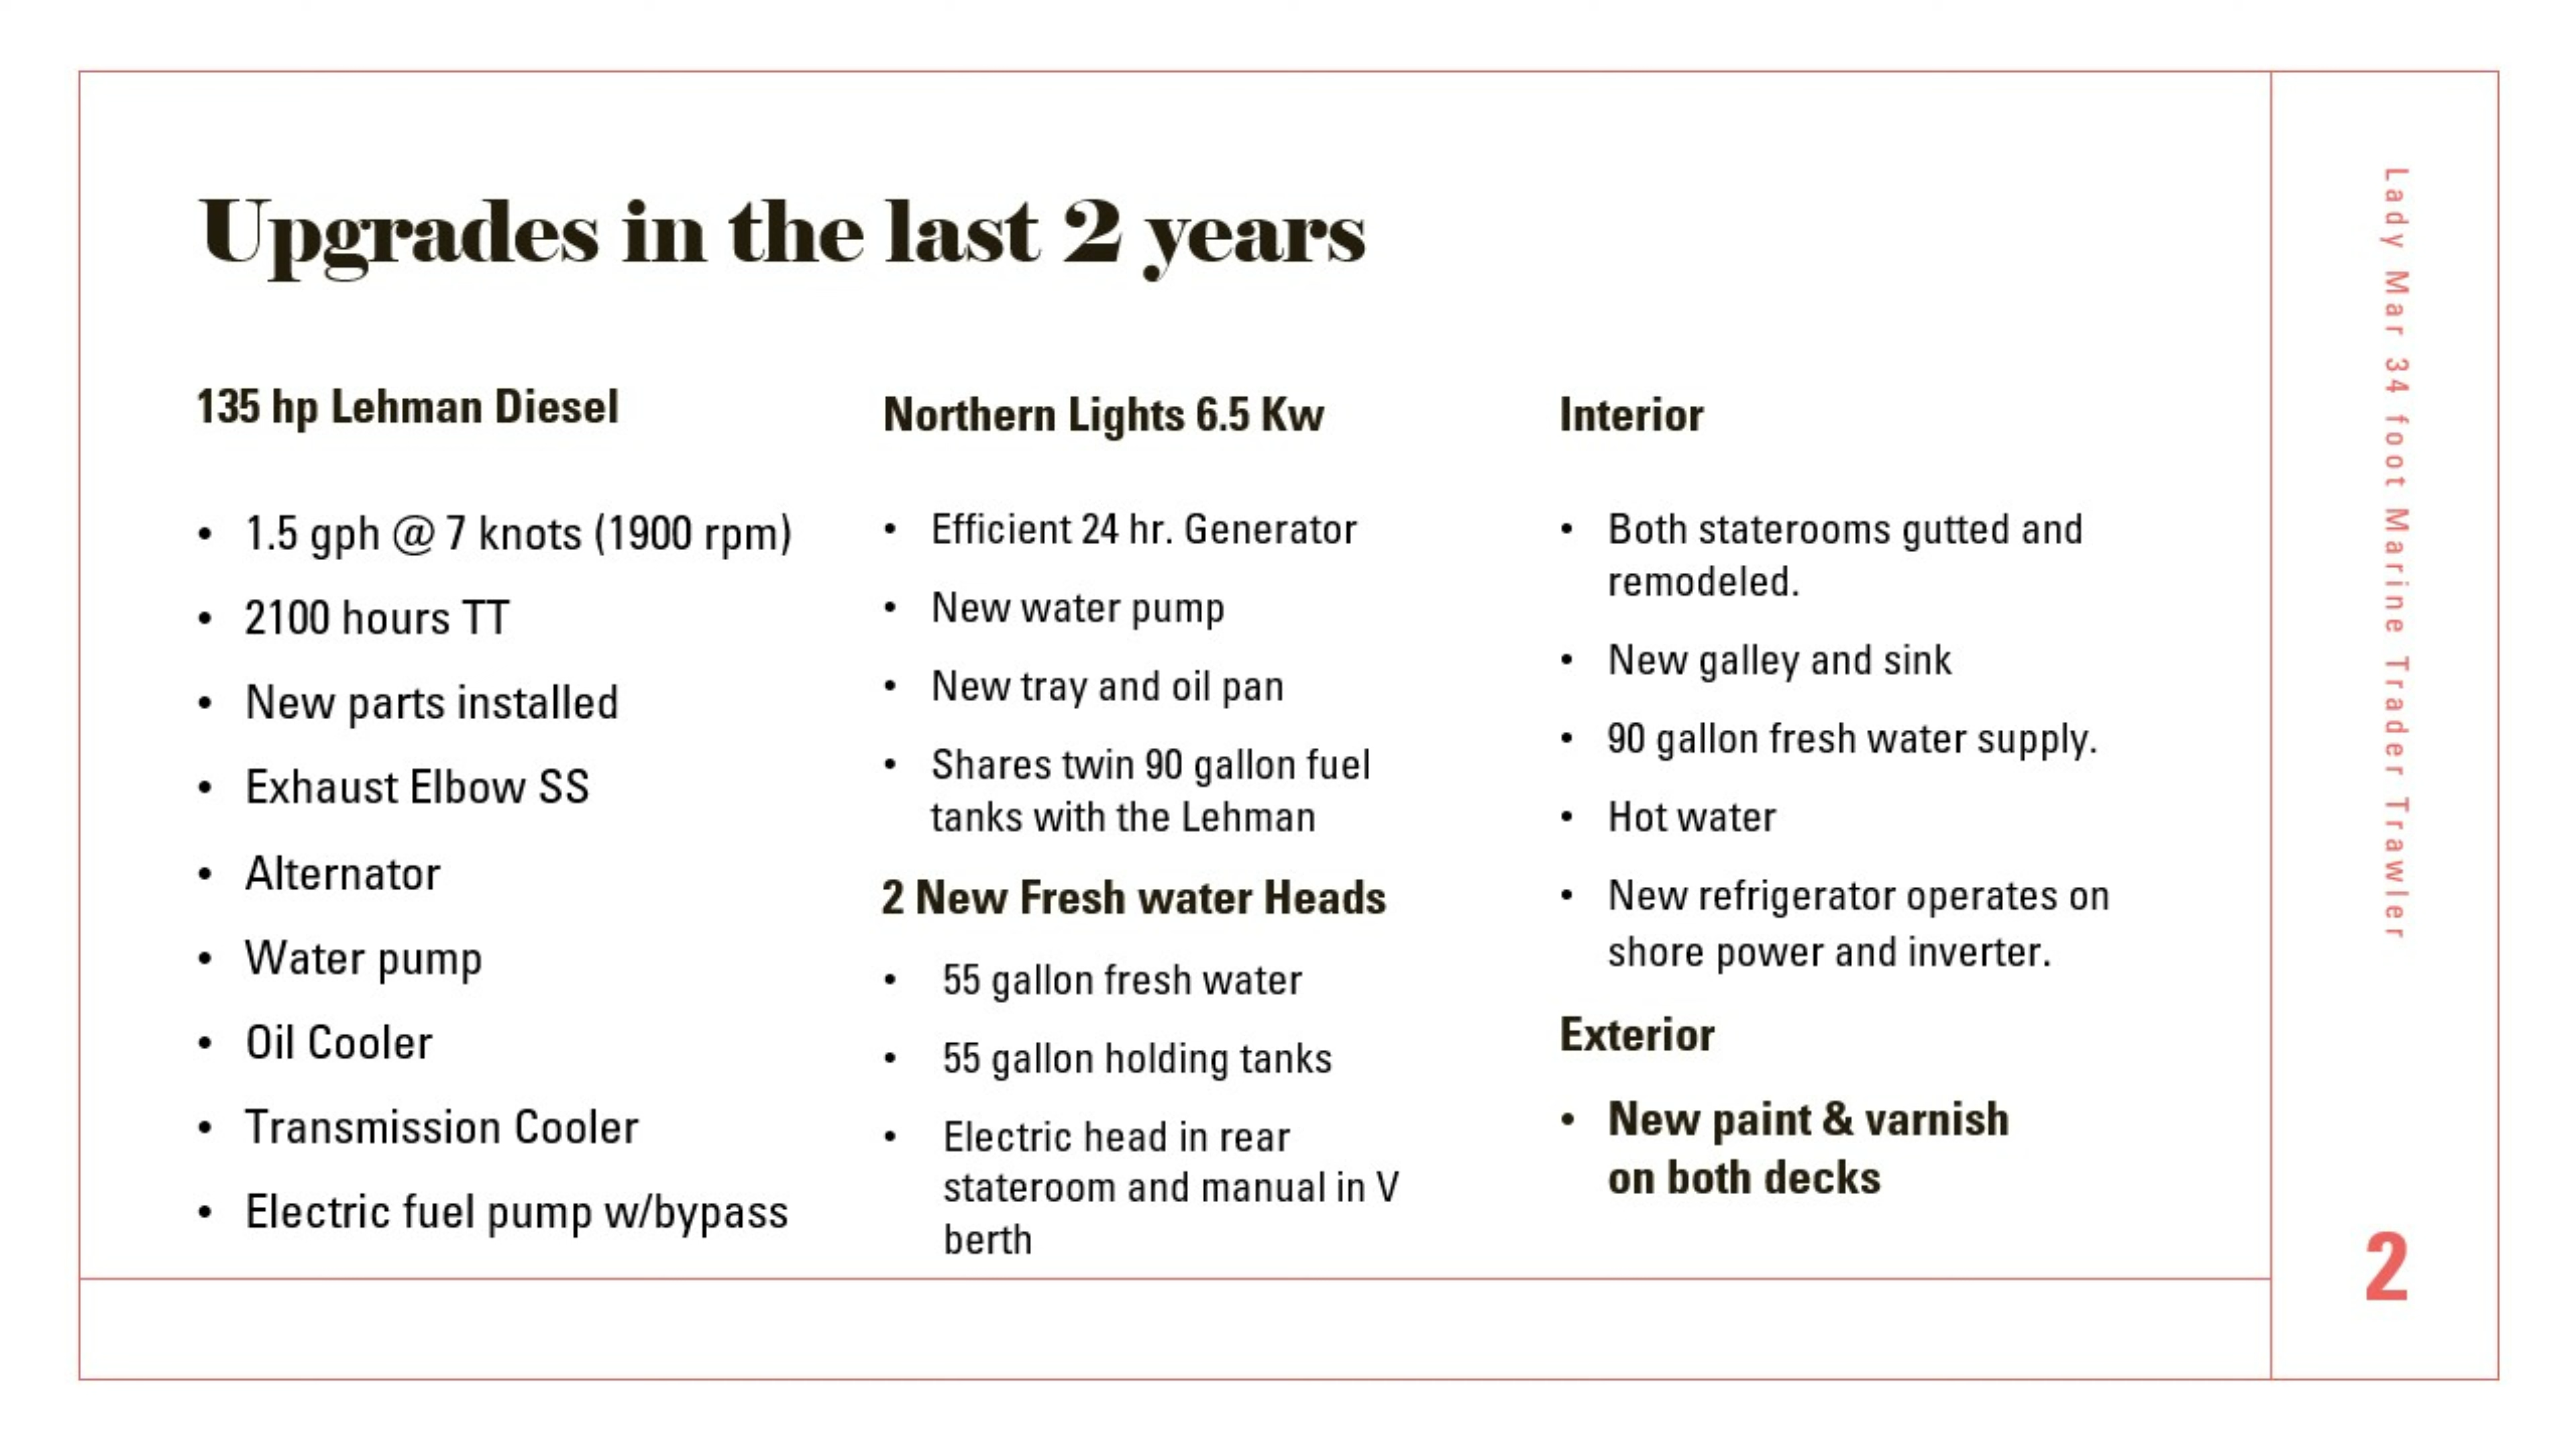 Upgrades in the last 2 years
135 hp Lehman Diesel
• 1.5 gph @ 7 knots (1900 rpm)
• 2100 hours TT
• New parts installed
• Exhaust Elbow SS
• Alternator
• Water pump
• Oil Cooler
• Transmission Cooler
• Electric fuel pump w/bypass
Northern Lights 6.5 Kw
• Efficient 24 hr. Generator
• New water pump
• New tray and oil pan
• Shares twin 90 gallon fuel
tanks with the Lehman
2 New Fresh water Heads
• 55 gallon fresh water
• 55 gallon holding tanks
• Electric head in rear
stateroom and manual in V
berth
Interior
• Both staterooms gutted and
remodeled.
• New galley and sink
• 90 gallon fresh water supply.
• Hot water
• New refrigerator operates on
shore power and inverter.
Exterior
• New paint & varnish
on both decks
Lady Mar 34 foot Marine Trader Trawler
2